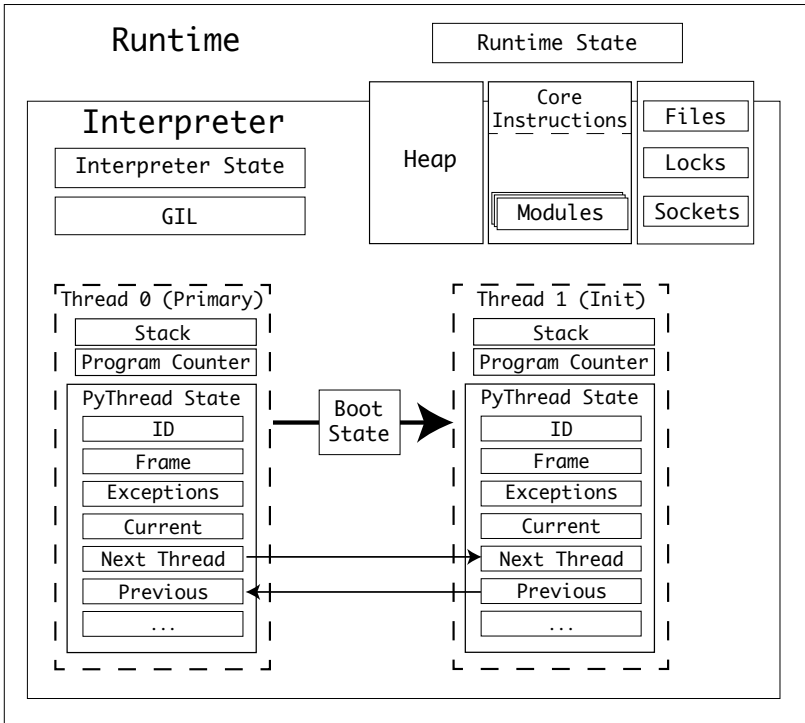 Runtime
Runtime State
Interpreter
Interpreter State
GIL
Heap
Core
Instructions
Modules
Files
Locks
Sockets
Thread 0 (Primary)
Stack
Program Counter
PyThread State
ID
Frame
Exceptions
Current
Next Thread
Previous
...
Boot
State
Thread 1 (Init)
Stack
Program Counter
PyThread State
ID
Frame
Exceptions
Current
Next Thread
Previous
...